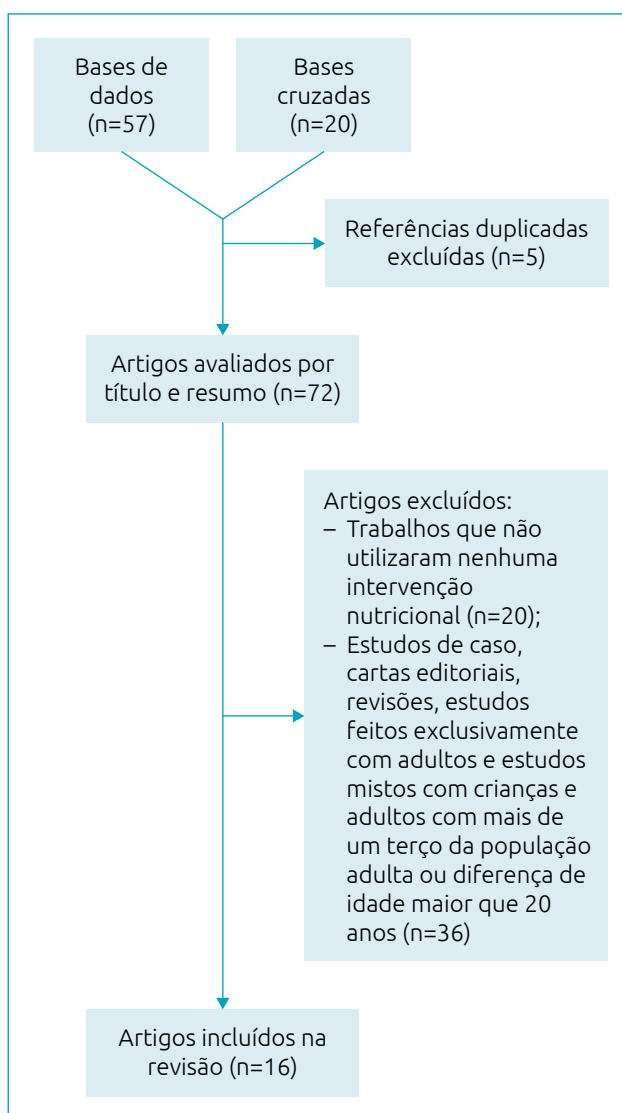 Bases de
dados
(n=57)
Bases
cruzadas
(n=20)
Referências duplicadas
excluídas (n=5)
Artigos avaliados por
título e resumo (n=72)
Artigos excluídos:
– Trabalhos que não
utilizaram nenhuma
intervenção
nutricional (n=20);
– Estudos de caso,
cartas editoriais,
revisões, estudos
feitos exclusivamente
com adultos e estudos
mistos com crianças e
adultos com mais de
um terço da população
adulta ou diferença de
idade maior que 20
anos (n=36)
Artigos incluídos na
revisão (n=16)